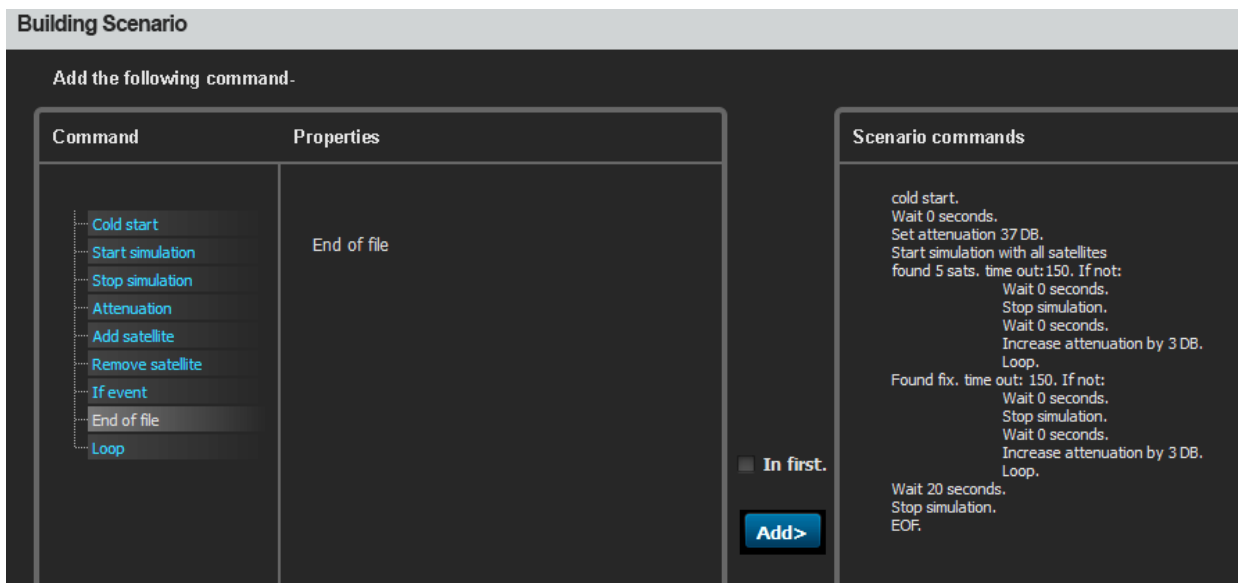 Building Scenario
Add the following command-
Command
Properties
Cold start
Start simulation
Stop simulation
Attenuation
Add satellite
Remove satellite
If event
End of file
Loop
End of file
In first.
Add>
Scenario commands
cold start.
Wait 0 seconds.
Set attenuation 37 DB.
Start simulation with all satellites
found 5 sats. time out:150. If not:
Wait 0 seconds.
Stop simulation.
Wait 0 seconds.
Increase attenuation by 3 DB.
Loop.
Found fix. time out: 150. If not:
Wait 0 seconds.
Stop simulation.
Wait 0 seconds.
Increase attenuation by 3 DB.
Loop.
Wait 20 seconds.
Stop simulation.
EOF.